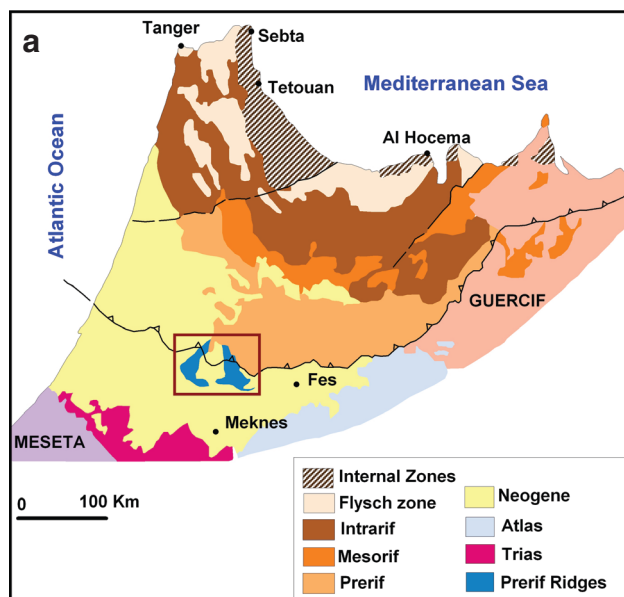 a
Tanger
Sebta
Tetouan
Mediterranean Sea
Al Hocema
Atlantic Ocean
GUERCIF
Fes
Meknes
MESETA
0 100 Km
Internal Zones
Flysch zone
Intrarif
Mesorif
Prerif
Neogene
Atlas
Trias
Prerif Ridges